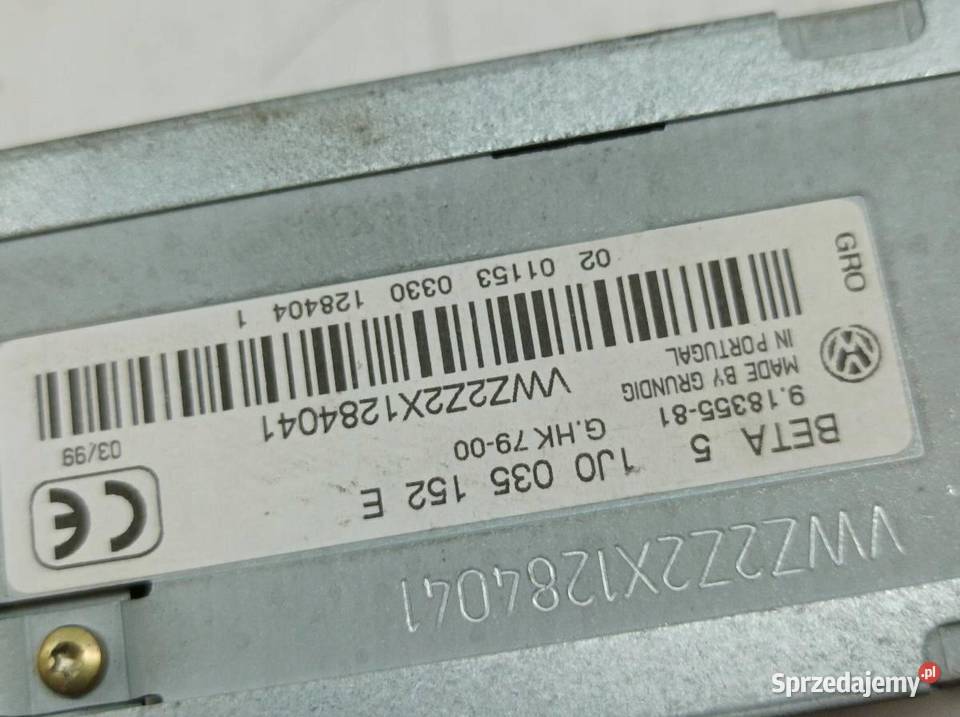 VWZ2Z2X1284041
BETA 5
1J0 035 152 E
9.18355-81
G.HK 79-00
MADE BY GRUNDIG
IN PORTUGAL
VWZ2Z2X1284041
CE
03/99
02 01153 0330 128404 1
GRO
Sprzedajemy.pl